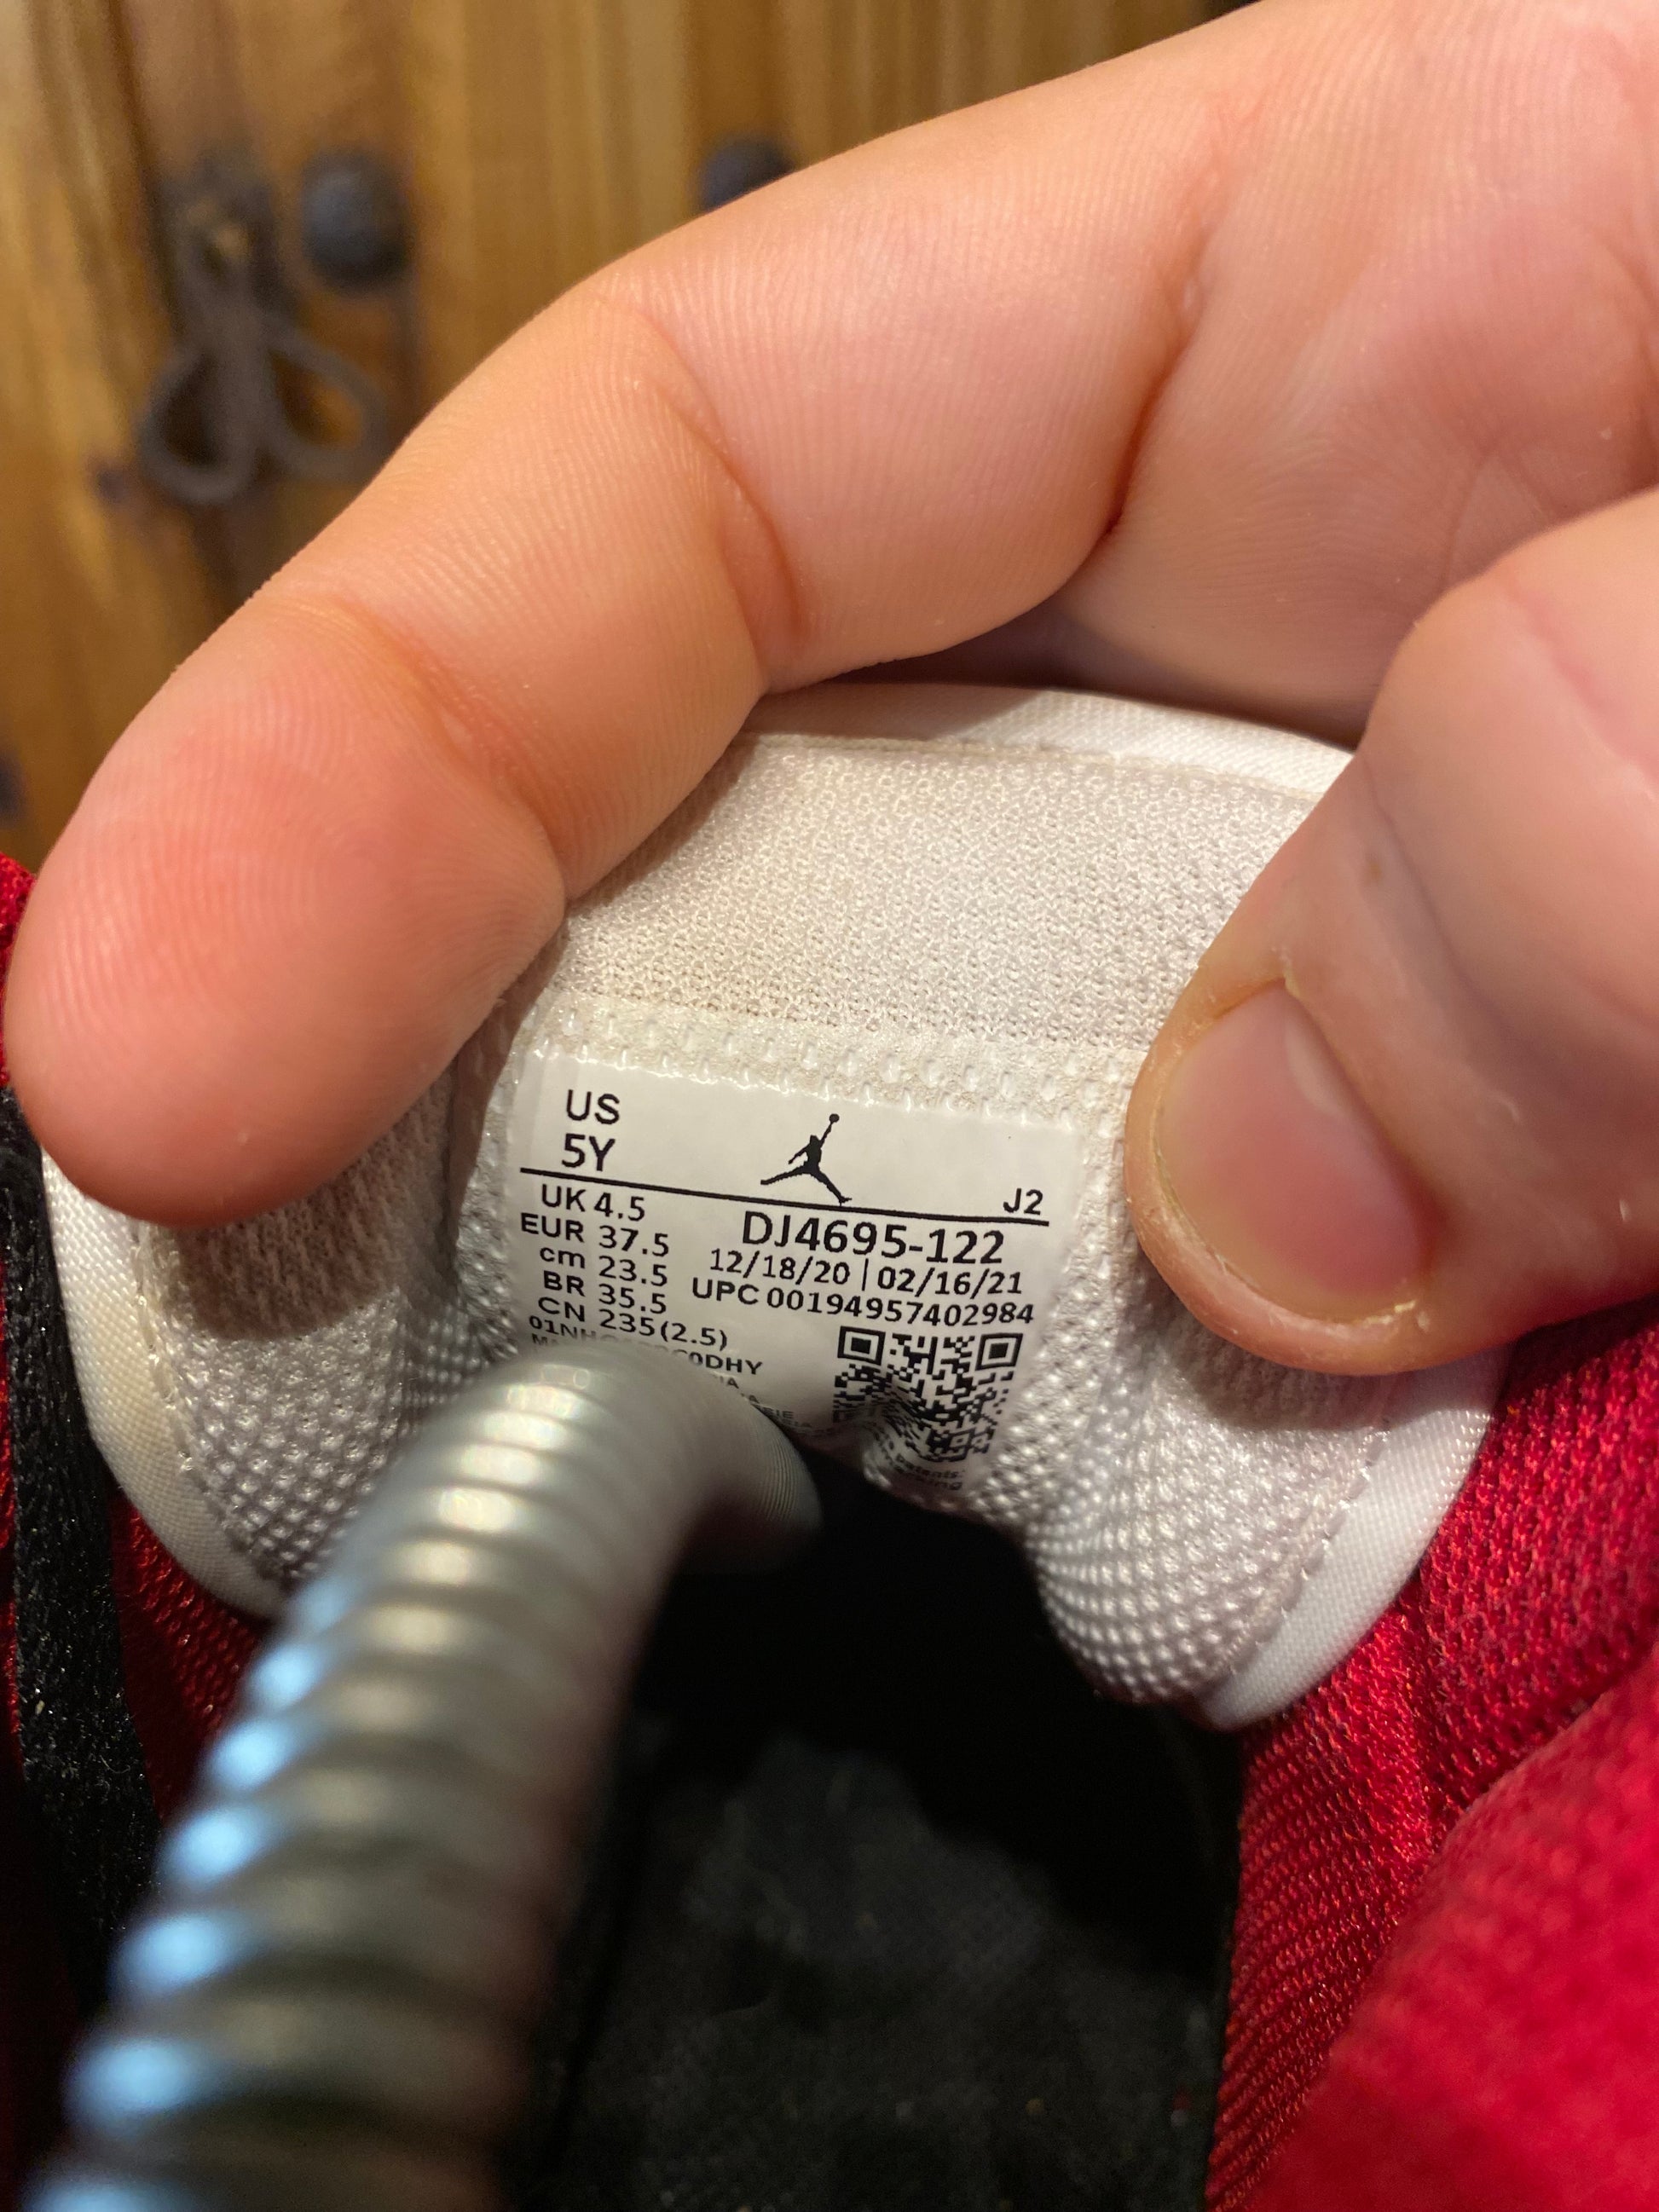 US
5Y
J2
UK 4.5
EUR 37.5
cm 23.5
BR 35.5
CN 235(2.5)
DJ4695-122
12/18/20 | 02/16/21
UPC 00194957402984
Patents: